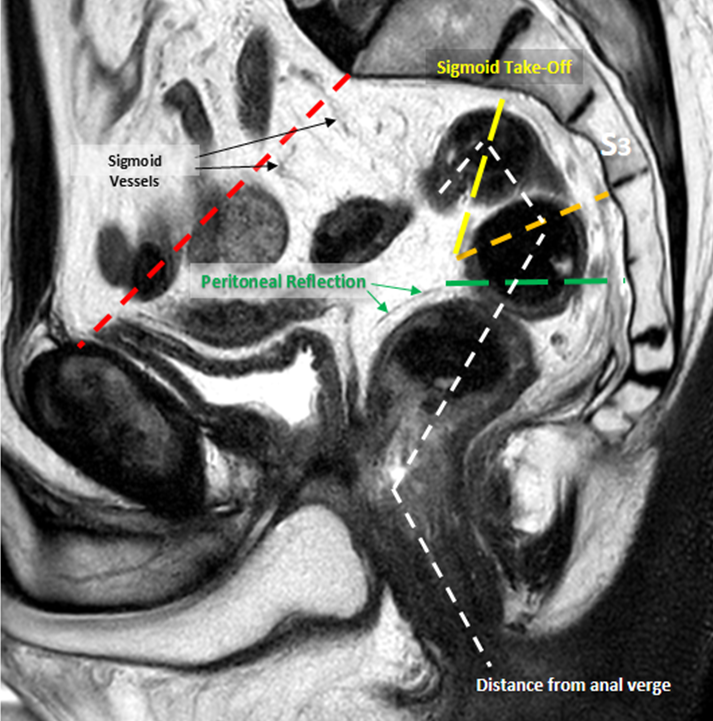 Sigmoid Take-Off
S3
Sigmoid
Vessels
Peritoneal Reflection
Distance from anal verge